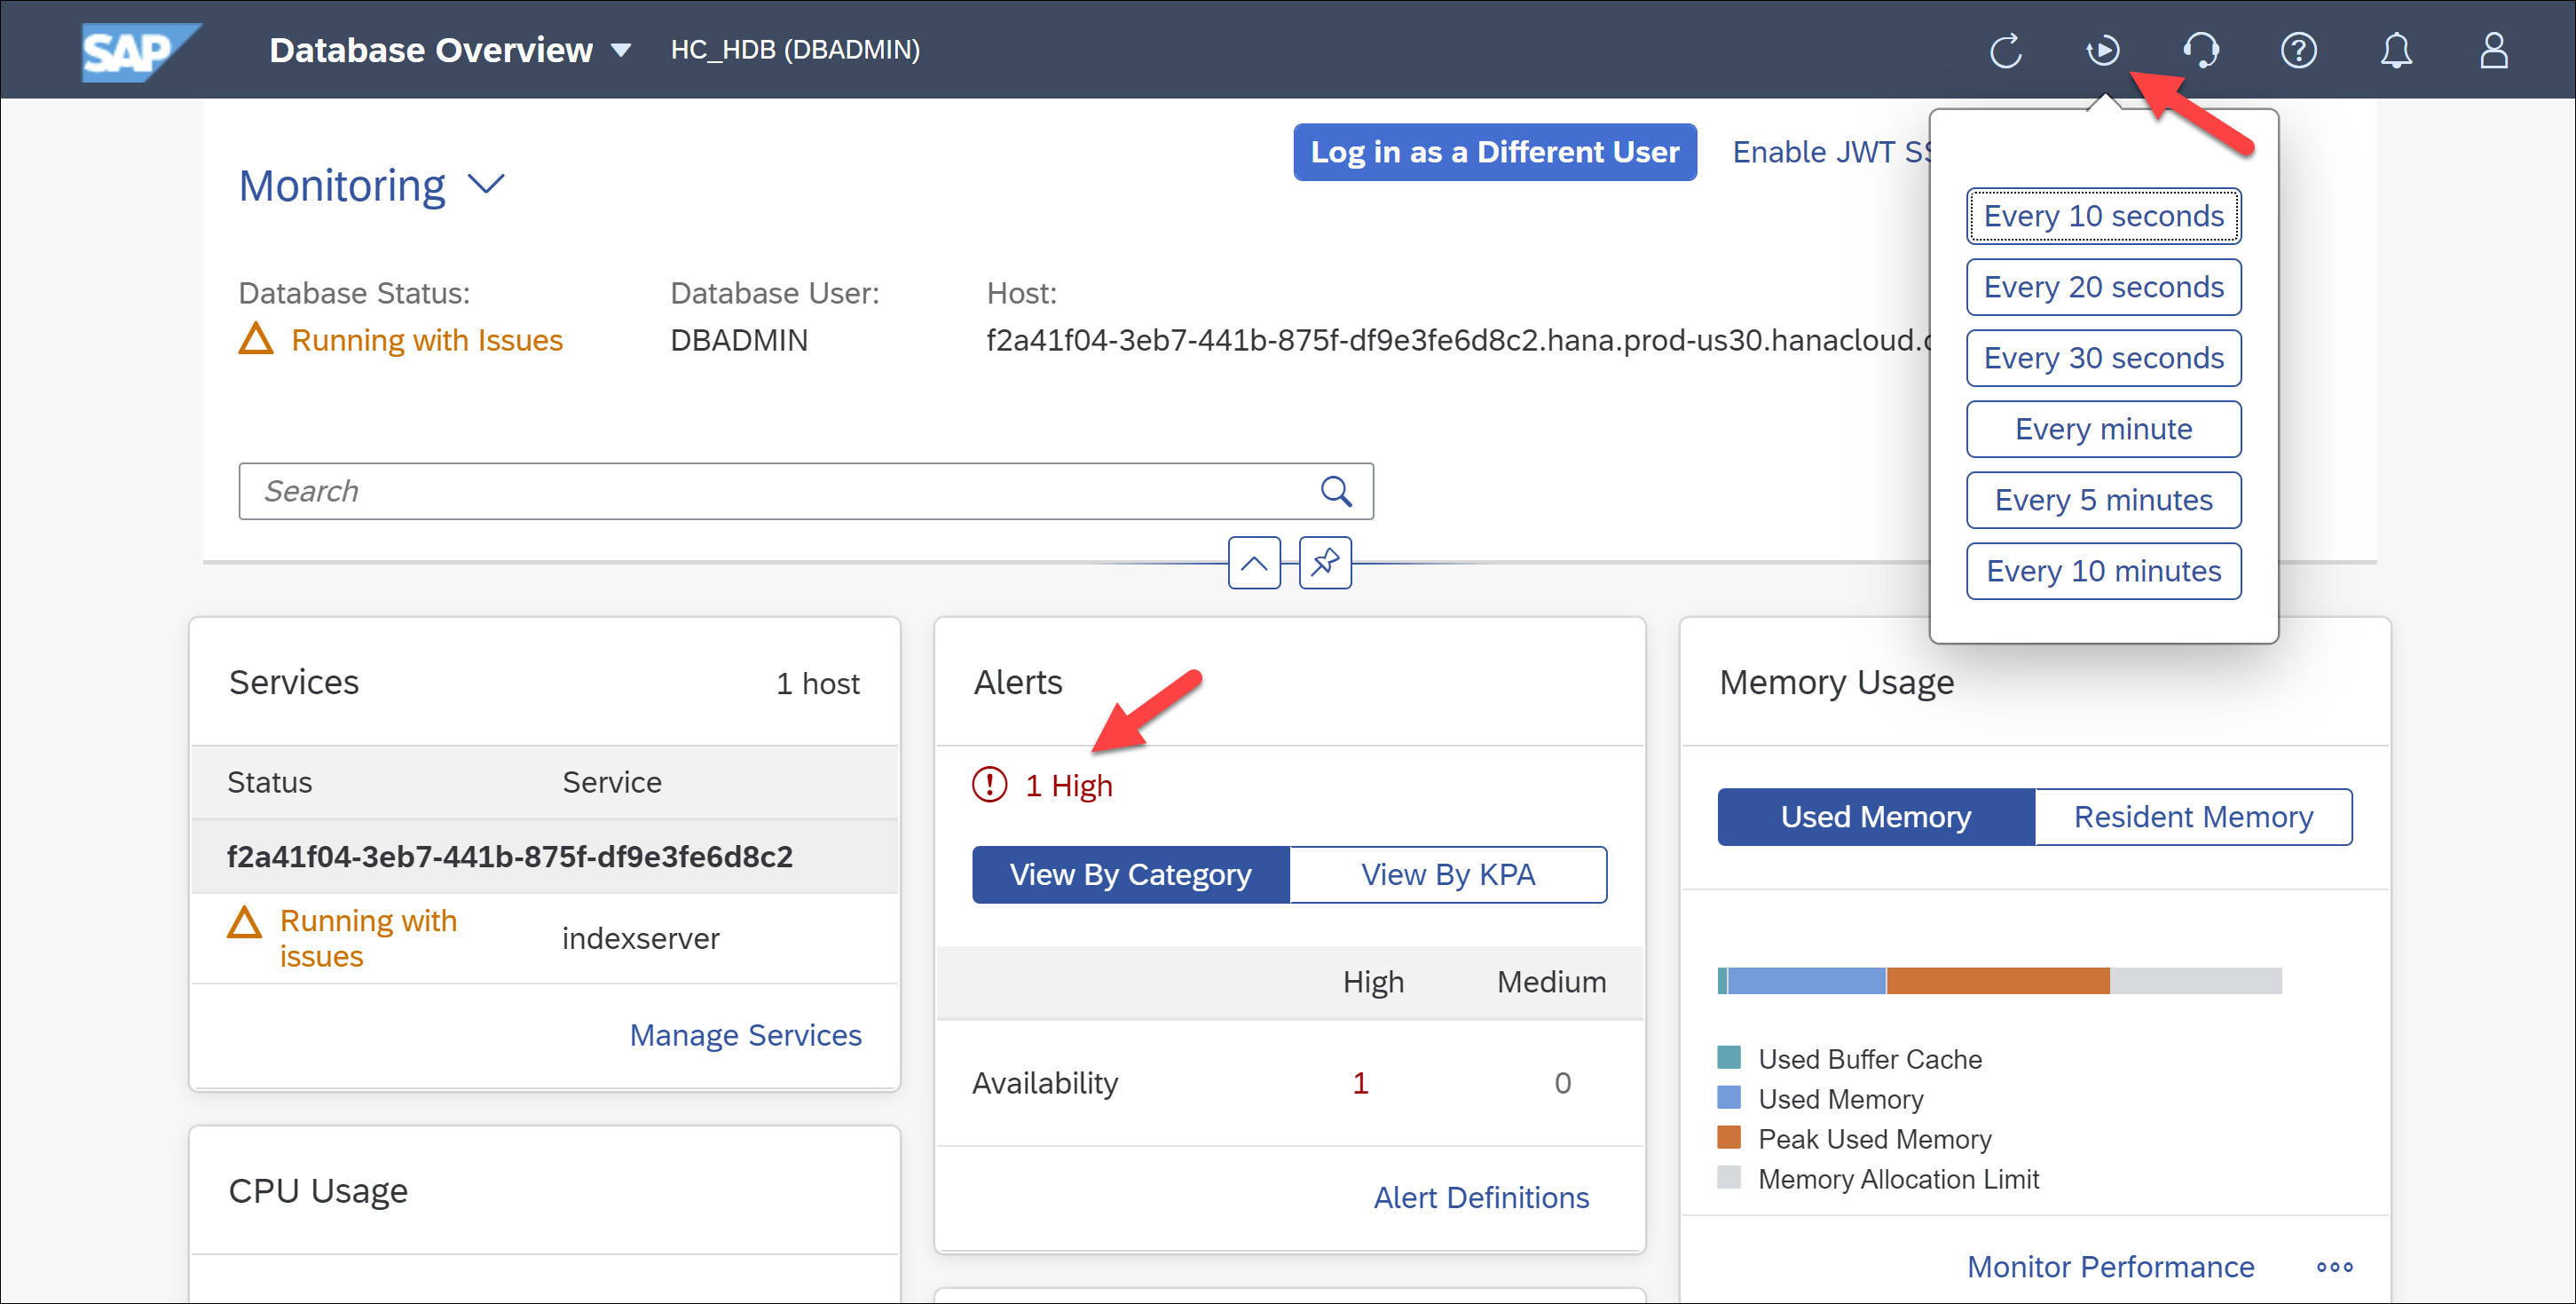 SAP
Database Overview
HC_HDB (DBADMIN)
Log in as a Different User
Enable JWT
Monitoring
Database Status:
Database User:
Host:
Running with Issues
DBADMIN
f2a41f04-3eb7-441b-875f-df9e3fe6d8c2.hana.prod-us30.hanacloud.
Search
Every 10 seconds
Every 20 seconds
Every 30 seconds
Every minute
Every 5 minutes
Every 10 minutes
Services
1 host
Status
Service
f2a41f04-3eb7-441b-875f-df9e3fe6d8c2
Running with
issues
indexserver
Manage Services
CPU Usage
Alerts
1 High
View By Category
View By KPA
High
Medium
Availability
1
0
Alert Definitions
Memory Usage
Used Memory
Resident Memory
Used Buffer Cache
Used Memory
Peak Used Memory
Memory Allocation Limit
Monitor Performance